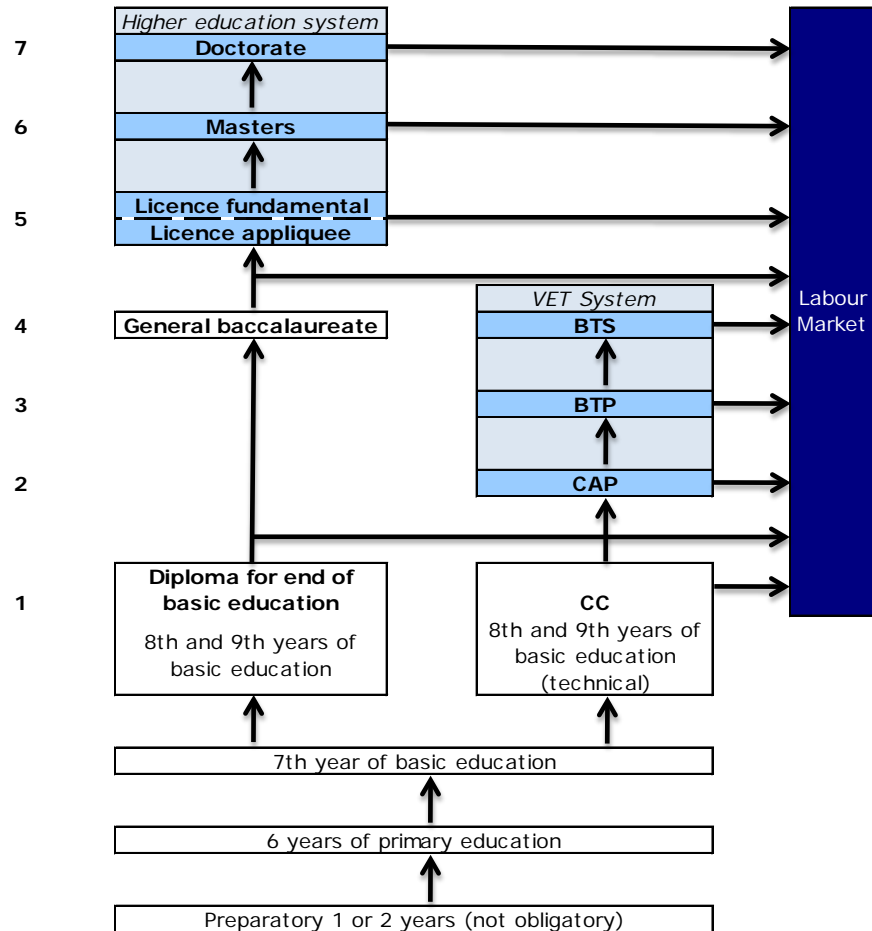 Higher education system
7
Doctorate
6
Masters
5
Licence fundamental
Licence appliquee
Labour
Market
VET System
4
General baccalaureate
BTS
3
BTP
2
CAP
1
Diploma for end of
basic education
8th and 9th years of
basic education
CC
8th and 9th years of
basic education
(technical)
7th year of basic education
6 years of primary education
Preparatory 1 or 2 years (not obligatory)